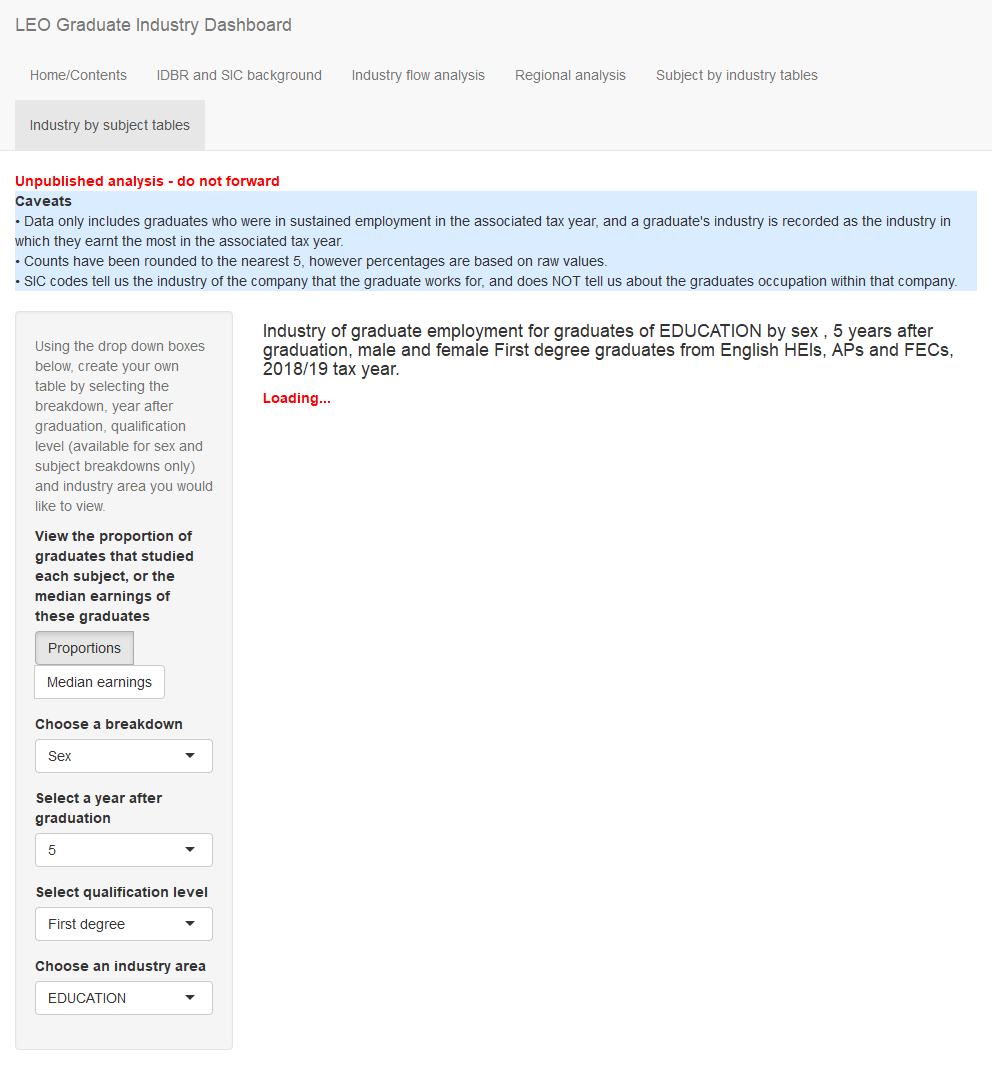 LEO Graduate Industry Dashboard
Home/Contents IDBR and SIC background Industry flow analysis Regional analysis Subject by industry tables
Industry by subject tables
Unpublished analysis - do not forward
Caveats
• Data only includes graduates who were in sustained employment in the associated tax year, and a graduate's industry is recorded as the industry in
which they earnt the most in the associated tax year.
• Counts have been rounded to the nearest 5, however percentages are based on raw values.
• SIC codes tell us the industry of the company that the graduate works for, and does NOT tell us about the graduates occupation within that company.
Using the drop down boxes
below, create your own
table by selecting the
breakdown, year after
graduation, qualification
level (available for sex and
subject breakdowns only)
and industry area you would
like to view.
View the proportion of
graduates that studied
each subject, or the
median earnings of
these graduates
Proportions
Median earnings
Choose a breakdown
Sex
Select a year after
graduation
5
Select qualification level
First degree
Choose an industry area
EDUCATION
Industry of graduate employment for graduates of EDUCATION by sex , 5 years after
graduation, male and female First degree graduates from English HEIs, APs and FECs,
2018/19 tax year.
Loading...